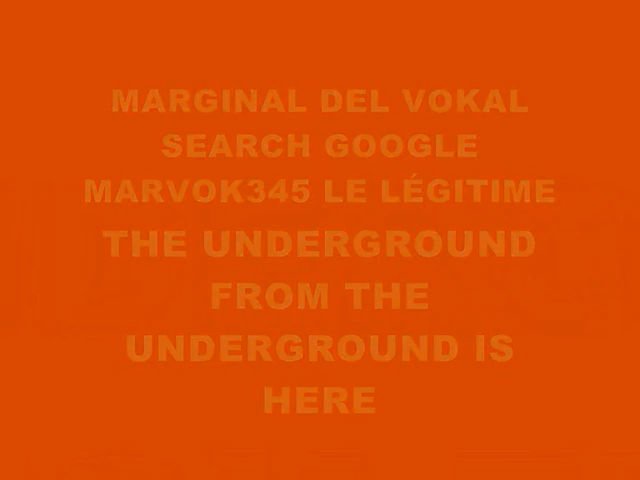 MARGINAL DEL VOKAL
SEARCH GOOGLE
MARVOK345 LE LÉGITIME
THE UNDERGROUND
FROM THE
UNDERGROUND IS
HERE